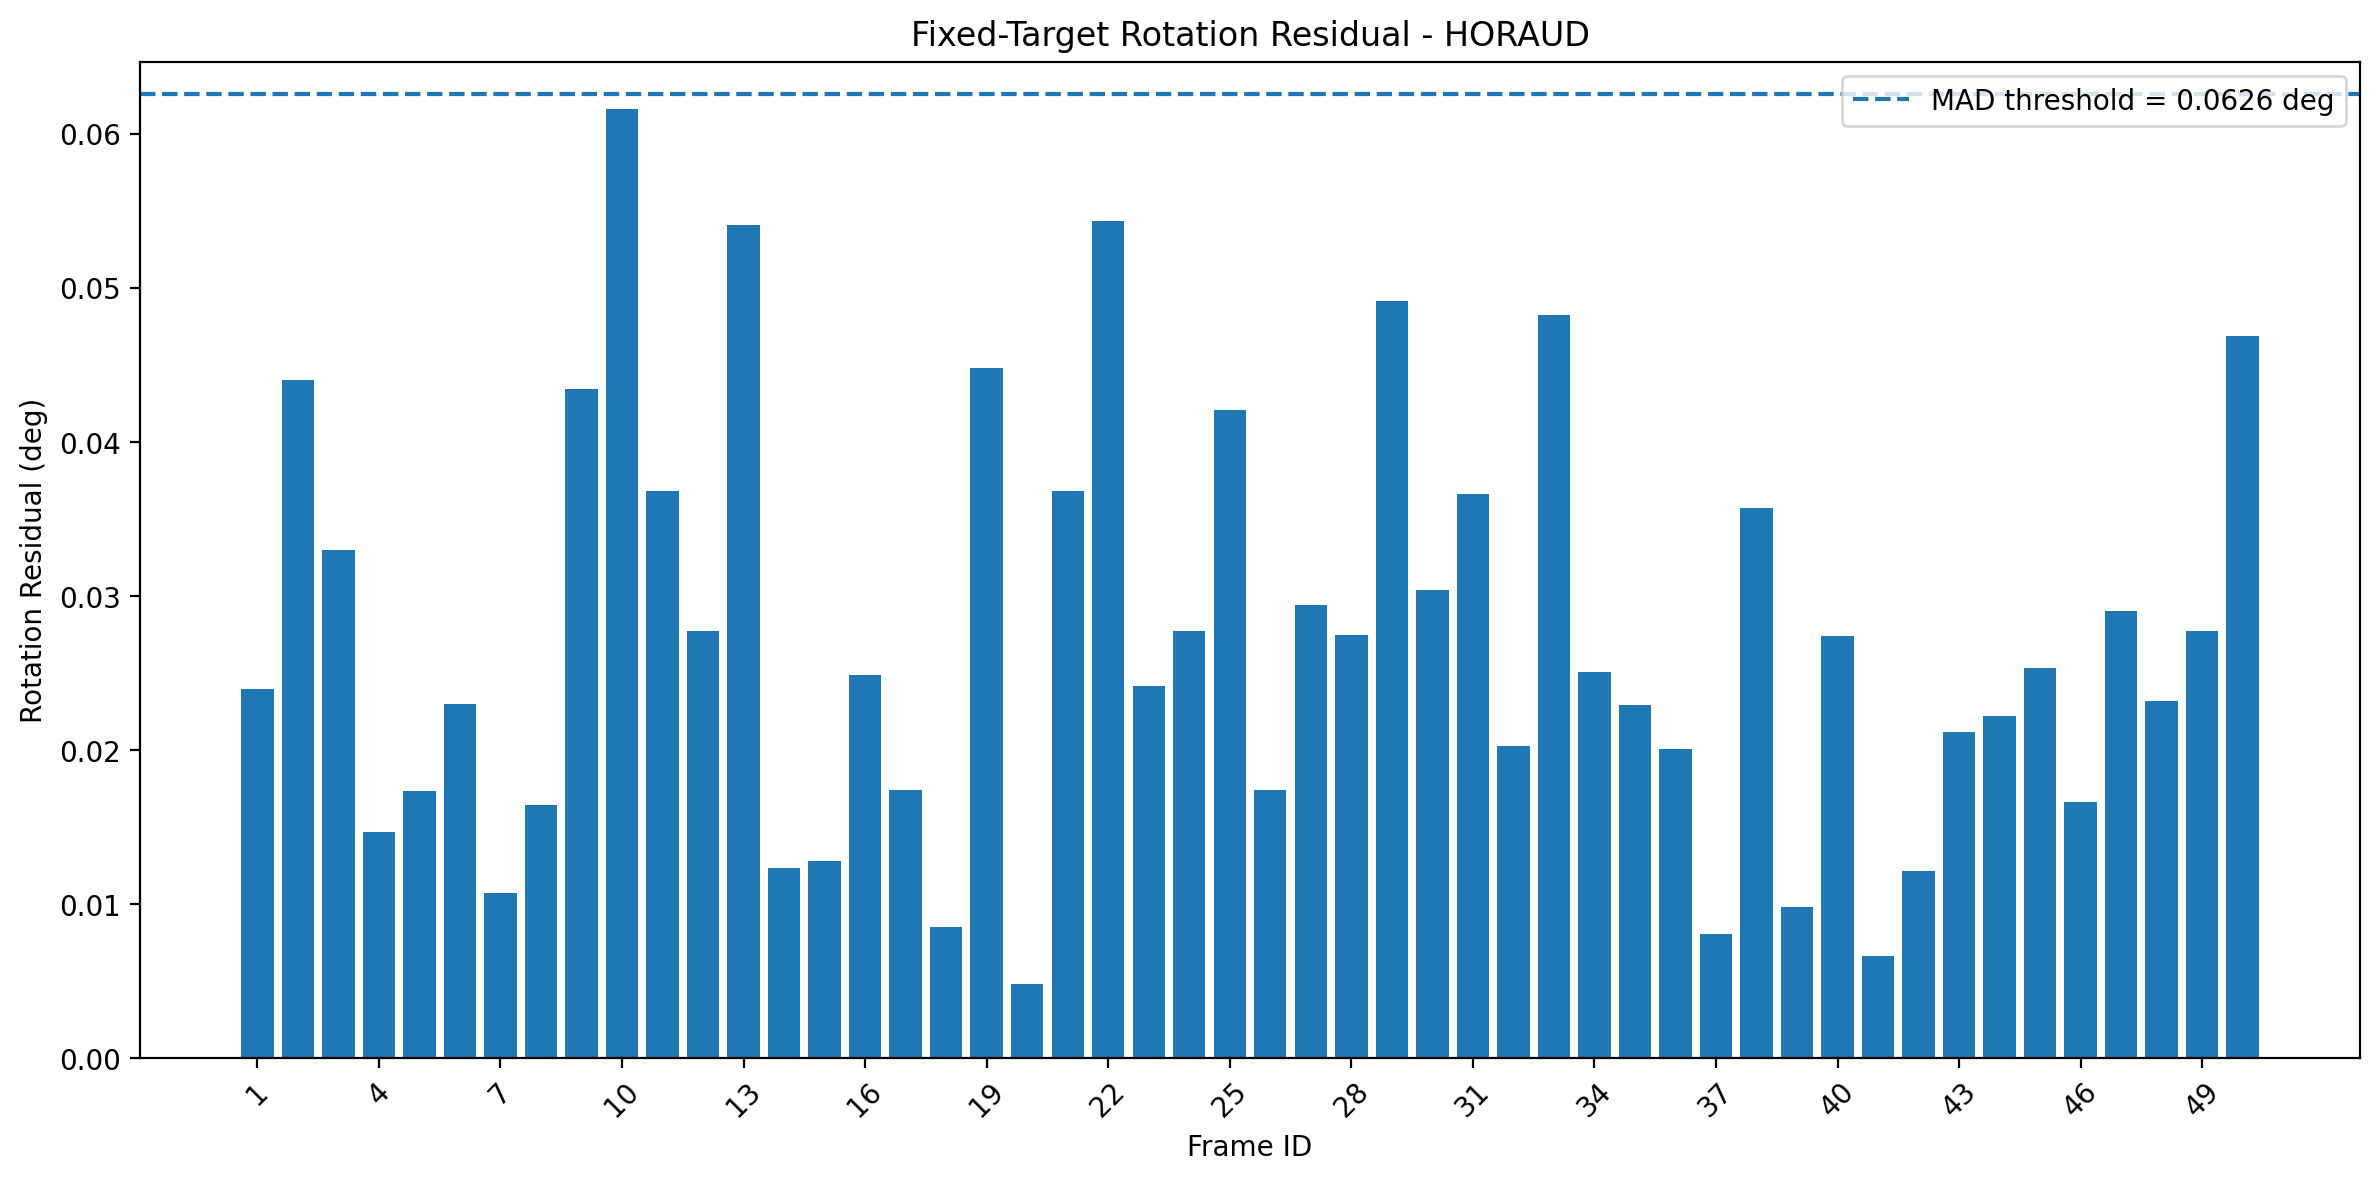 Fixed-Target Rotation Residual - HORAUD
MAD threshold = 0.0626 deg
Rotation Residual (deg)
0.06
0.05
0.04
0.03
0.02
0.01
0.00
1 4 7 10 13 16 19 22 25 28 31 34 37 40 43 46 49
Frame ID